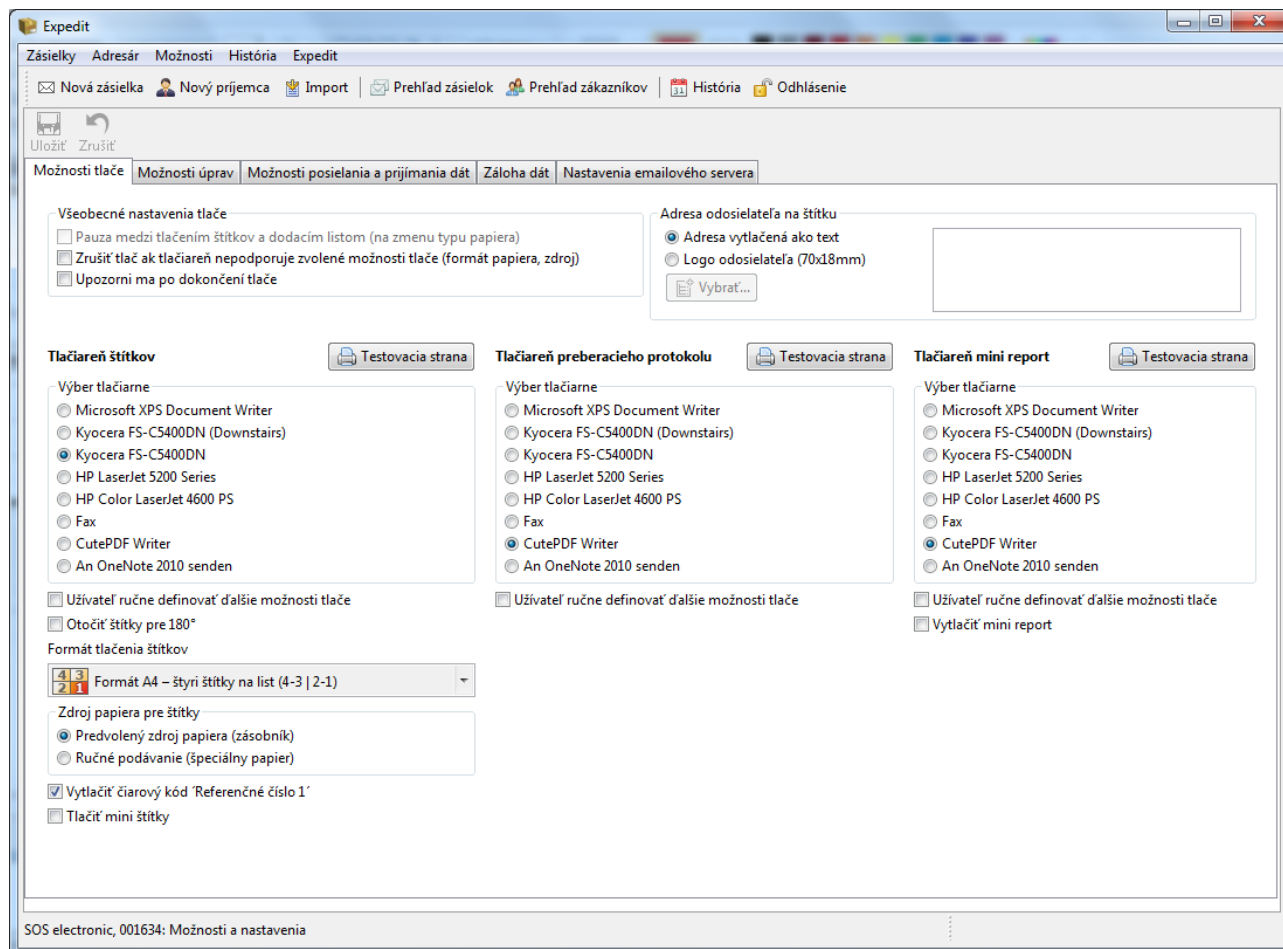 Expedit
Zásielky Adresár Možnosti História Expedit
Nová zásielka Nový príjemca Import Prehľad zásielok Prehľad zákazníkov 31 História Odhlásenie
Uložiť Zrušiť
Možnosti tlače Možnosti úprav Možnosti posielania a prijímania dát Záloha dát Nastavenia emailového servera
Všeobecné nastavenia tlače
Pauza medzi tlačením štítkov a dodacím listom (na zmenu typu papiera)
Zrušiť tlač ak tlačiareň nepodporuje zvolené možnosti tlače (formát papiera, zdroj)
Upozorni ma po dokončení tlače
Adresa odosielateľa na štítku
Adresa vytlačená ako text
Logo odosielateľa (70x18mm)
Vybrať...
Tlačiareň štítkov Testovacia strana
Výber tlačiarne
Microsoft XPS Document Writer
Kyocera FS-C5400DN (Downstairs)
Kyocera FS-C5400DN
HP LaserJet 5200 Series
HP Color LaserJet 4600 PS
Fax
CutePDF Writer
An OneNote 2010 senden
Užívateľ ručne definovať ďalšie možnosti tlače
Otočiť štítky pre 180°
Formát tlačenia štítkov
4 3
2 1
Formát A4 – štyri štítky na list (4-3 | 2-1)
Zdroj papiera pre štítky
Predvolený zdroj papiera (zásobník)
Ručné podávanie (špeciálny papier)
Vytlačiť čiarový kód ´Referenčné číslo 1´
Tlačiť mini štítky
Tlačiareň preberacieho protokolu Testovacia strana
Výber tlačiarne
Microsoft XPS Document Writer
Kyocera FS-C5400DN (Downstairs)
Kyocera FS-C5400DN
HP LaserJet 5200 Series
HP Color LaserJet 4600 PS
Fax
CutePDF Writer
An OneNote 2010 senden
Užívateľ ručne definovať ďalšie možnosti tlače
Tlačiareň mini report Testovacia strana
Výber tlačiarne
Microsoft XPS Document Writer
Kyocera FS-C5400DN (Downstairs)
Kyocera FS-C5400DN
HP LaserJet 5200 Series
HP Color LaserJet 4600 PS
Fax
CutePDF Writer
An OneNote 2010 senden
Užívateľ ručne definovať ďalšie možnosti tlače
Vytlačiť mini report
SOS electronic, 001634: Možnosti a nastavenia